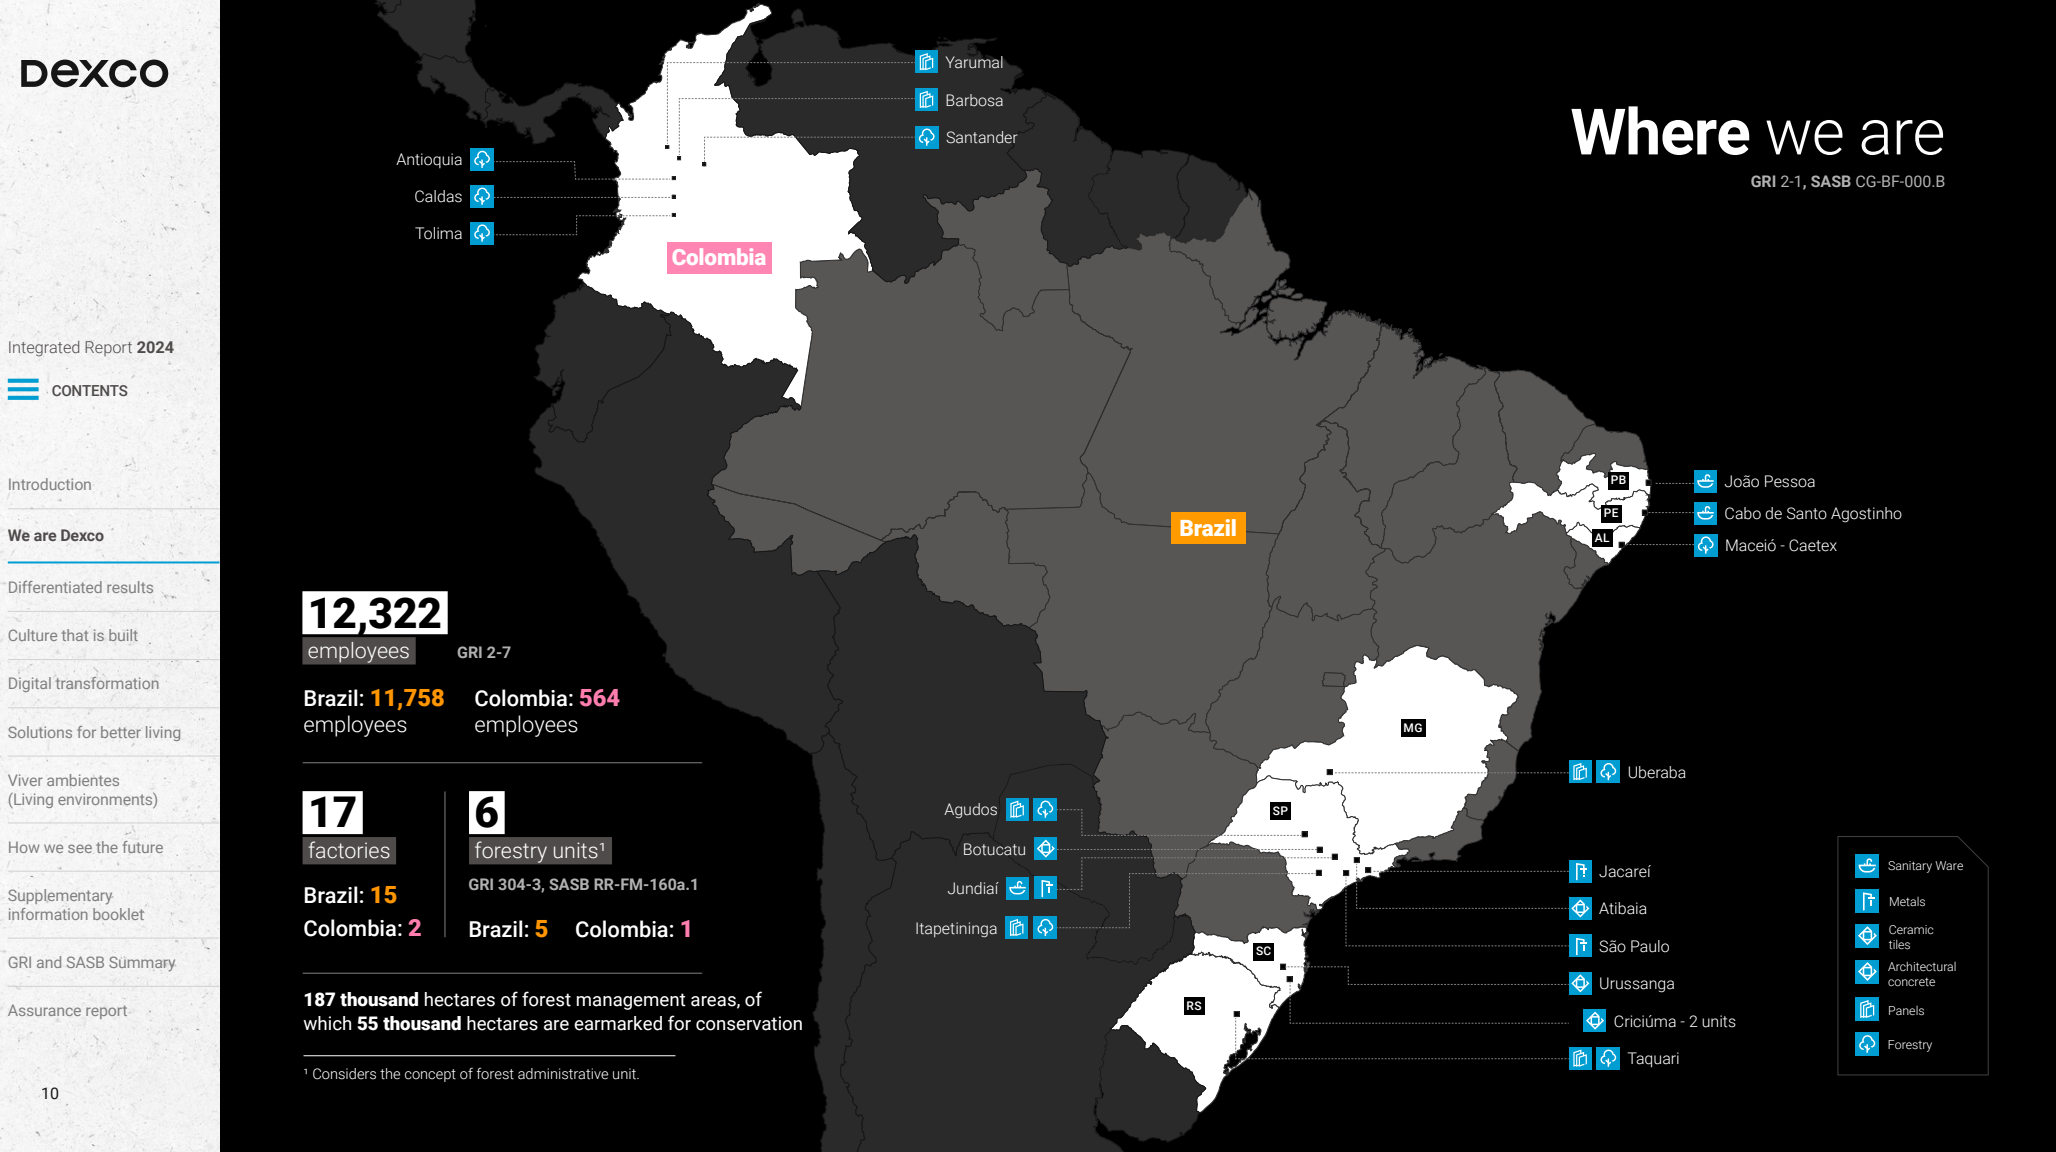 Dexco
Integrated Report 2024
CONTENTS
Introduction
We are Dexco
Differentiated results
Culture that is built
Digital transformation
Solutions for better living
Viver ambientes
(Living environments)
How we see the future
Supplementary
information booklet
GRI and SASB Summary
Assurance report
10
Where we are
GRI 2-1, SASB CG-BF-000.B
Yarumal
Barbosa
Santander
Antioquia
Caldas
Tolima
Colombia
Brazil
PB
PE
AL
João Pessoa
Cabo de Santo Agostinho
Maceió - Caetex
12,322
employees
GRI 2-7
Brazil: 11,758
employees
Colombia: 564
employees
17
factories
Brazil: 15
Colombia: 2
6
forestry units¹
GRI 304-3, SASB RR-FM-160a.1
Brazil: 5 Colombia: 1
187 thousand hectares of forest management areas, of
which 55 thousand hectares are earmarked for conservation
¹ Considers the concept of forest administrative unit.
MG
SP
SC
RS
Agudos
Botucatu
Jundiaí
Itapetininga
Uberaba
Jacareí
Atibaia
São Paulo
Urussanga
Criciúma - 2 units
Taquari
Sanitary Ware
Metals
Ceramic
tiles
Architectural
concrete
Panels
Forestry